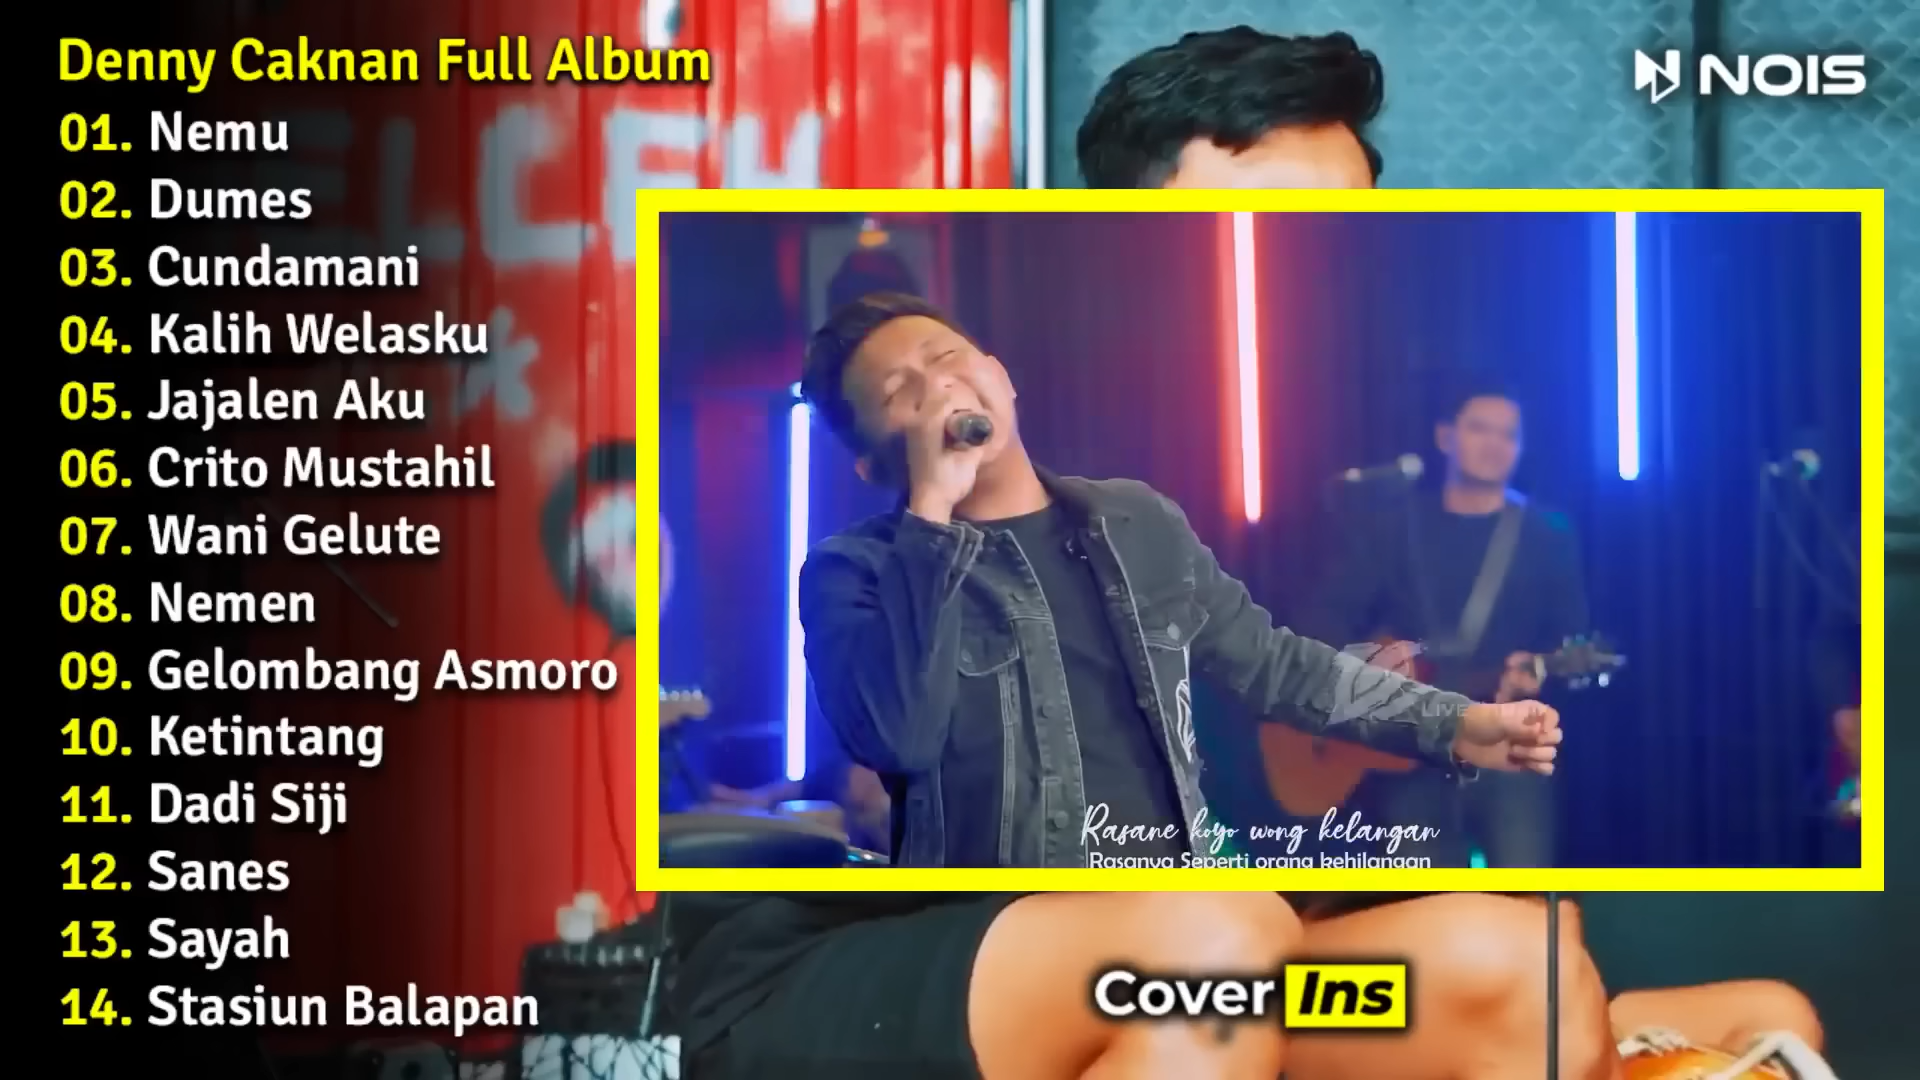 Denny Caknan Full Album
01. Nemu
02. Dumes
03. Cundamani
04. Kalih Welasku
05. Jajalen Aku
06. Crito Mustahil
07. Wani Gelute
08. Nemen
09. Gelombang Asmoro
10. Ketintang
11. Dadi Siji
12. Sanes
13. Sayah
14. Stasiun Balapan
NOIS
LIVE
Rasane koyo wong kelangan
Rasanya Seperti orang kehilangan
Cover Ins